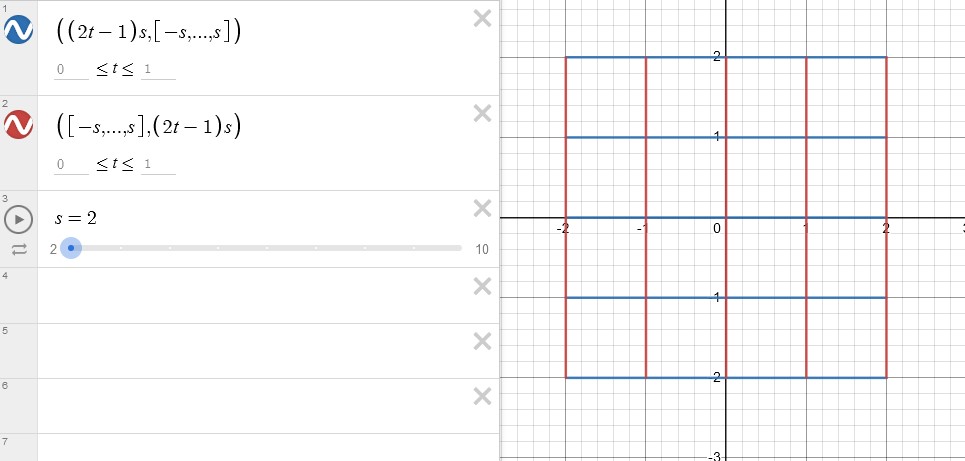 1
((2t − 1)s,[−s,...,s])
0 ≤ t ≤ 1
2
([−s,...,s],(2t − 1)s)
0 ≤ t ≤ 1
3
s = 2
2 10
4
5
6
7
2
1
-2 -1 0 1 2 3
-1
-2
-3